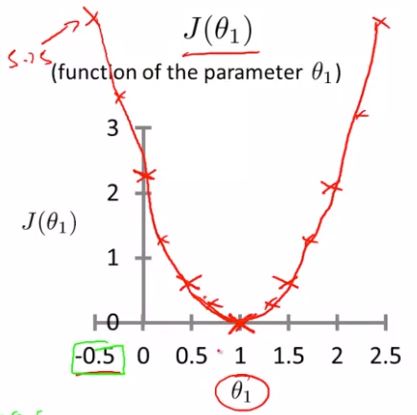 J(θ₁)
5.25
(function of the parameter θ₁)
3
2
J(θ₁)
1
0
-0.5 0 0.5 1 1.5 2 2.5
θ₁